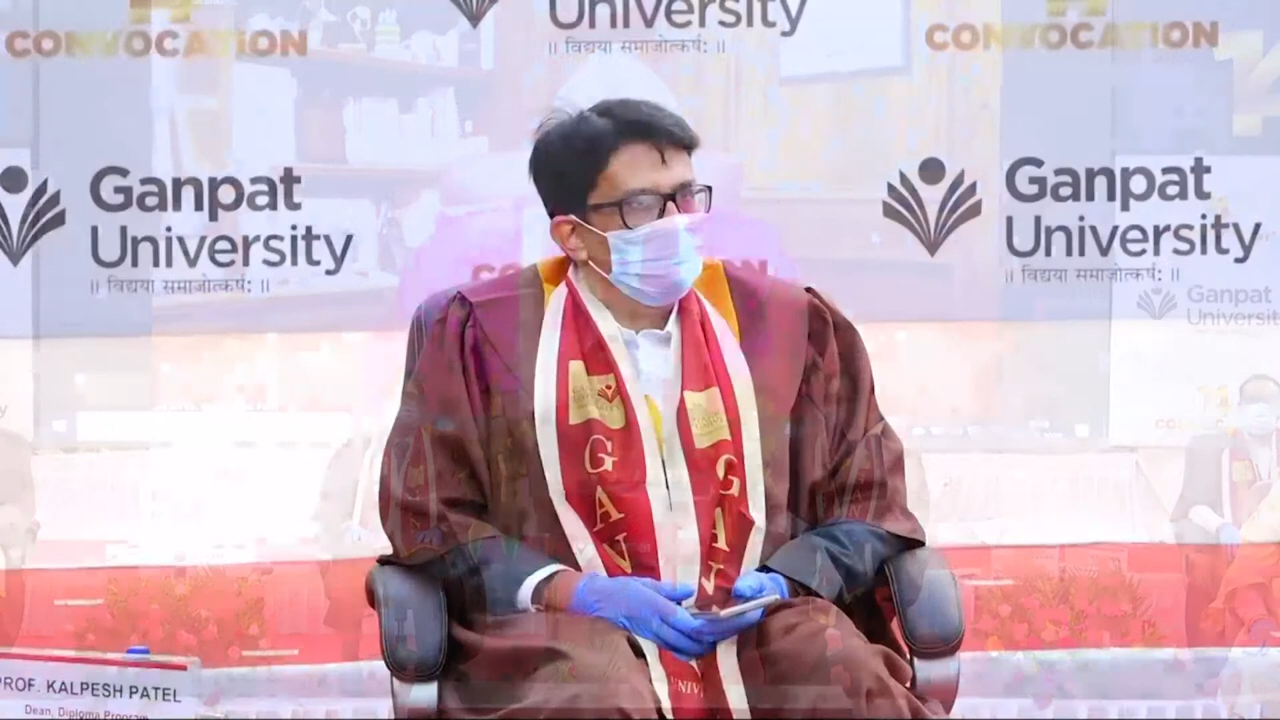 CONVOCATION
University
॥ विद्यया समाजोत्कर्षः ॥
CONVOCATION
Ganpat
University
॥ विद्यया समाजोत्कर्षः ॥
Ganpat
University
॥ विद्यया समाजोत्कर्षः ॥
Ganpat
Universit
G
A
G
PROF. KALPESH PATEL
Dean, Diploma Program